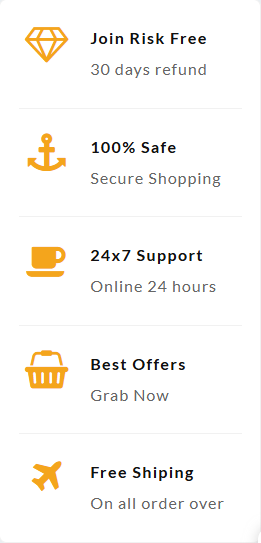 Join Risk Free
30 days refund
100% Safe
Secure Shopping
24x7 Support
Online 24 hours
Best Offers
Grab Now
Free Shiping
On all order over